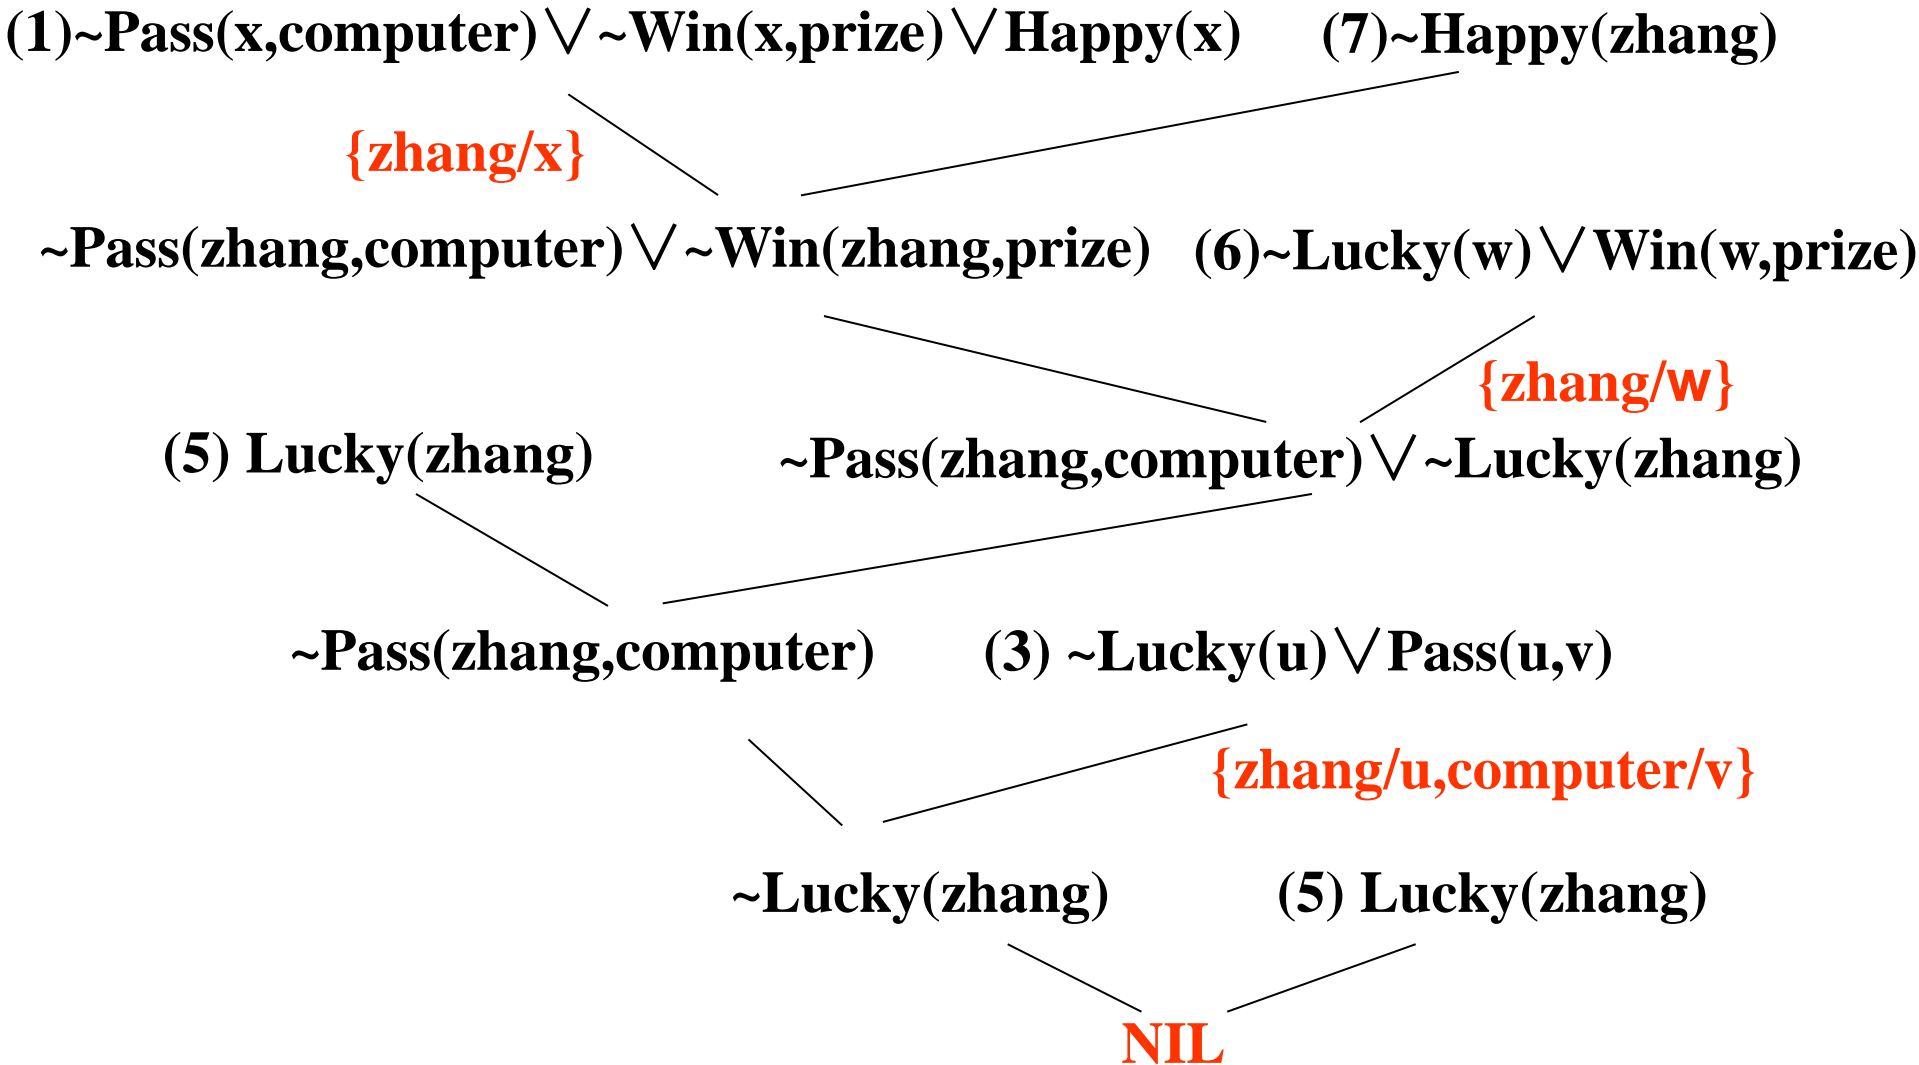 (1)~Pass(x,computer)∨~Win(x,prize)∨Happy(x) (7)~Happy(zhang)
{zhang/x}
~Pass(zhang,computer)∨~Win(zhang,prize) (6)~Lucky(w)∨Win(w,prize)
{zhang/w}
(5) Lucky(zhang) ~Pass(zhang,computer)∨~Lucky(zhang)
~Pass(zhang,computer) (3) ~Lucky(u)∨Pass(u,v)
{zhang/u,computer/v}
~Lucky(zhang) (5) Lucky(zhang)
NIL